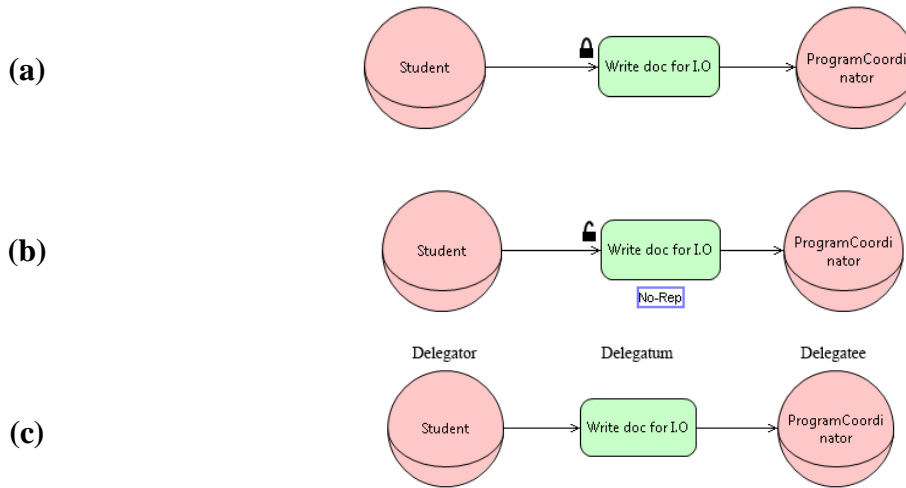 (a)
Student
Write doc for I.O
ProgramCoordi
nator
(b)
Student
Write doc for I.O
ProgramCoordi
nator
No-Rep
Delegator Delegatum Delegatee
(c)
Student
Write doc for I.O
ProgramCoordi
nator